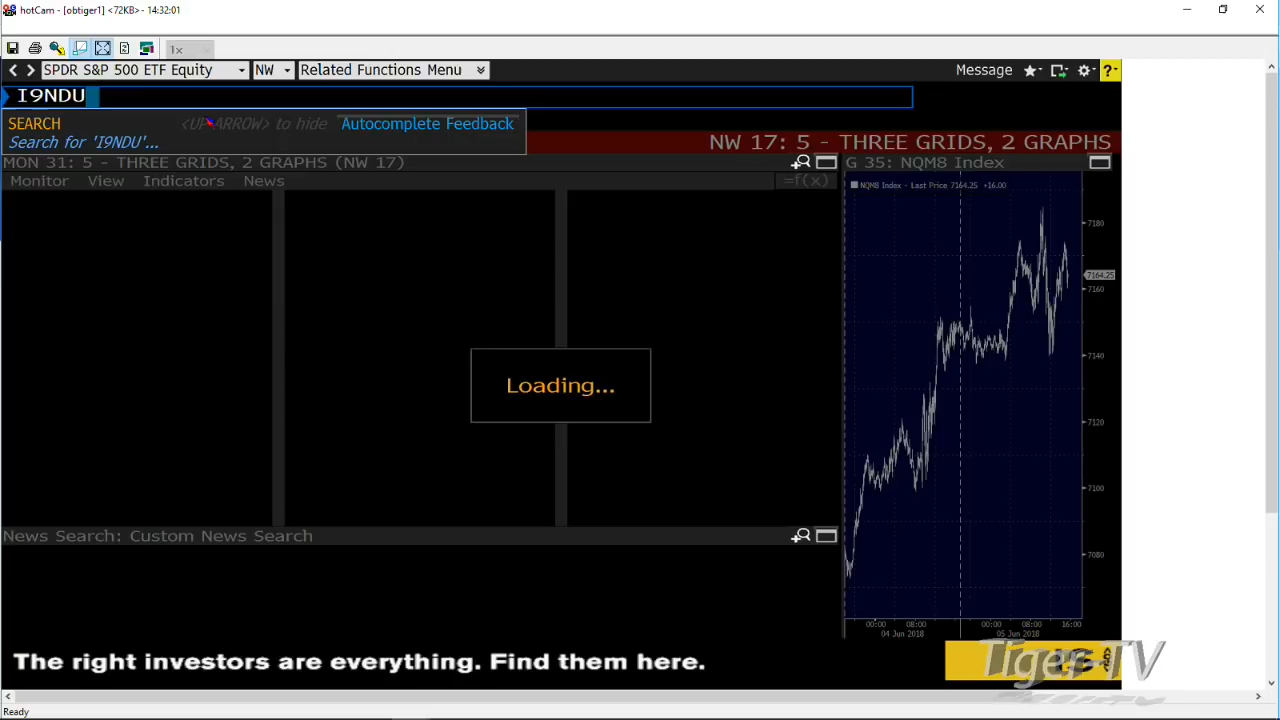 hotCam - [obtiger1] <72KB> - 14:32:01
1x
SPDR S&P 500 ETF Equity NW Related Functions Menu Message
I9NDU
SEARCH <UP ARROW> to hide Autocomplete Feedback
Search for 'I9NDU'...
NW 17: 5 - THREE GRIDS, 2 GRAPHS
MON 31: 5 - THREE GRIDS, 2 GRAPHS (NW 17)
G 35: NQM8 Index
Monitor View Indicators News =f(x)
NQM8 Index - Last Price 7164.25 +16.00
7180
7164.25
7160
7140
7120
7100
7080
Loading...
News Search: Custom News Search
00:00 08:00 00:00 08:00 16:00
04 Jun 2018 05 Jun 2018
The right investors are everything. Find them here.
Tiger-TV
Ready